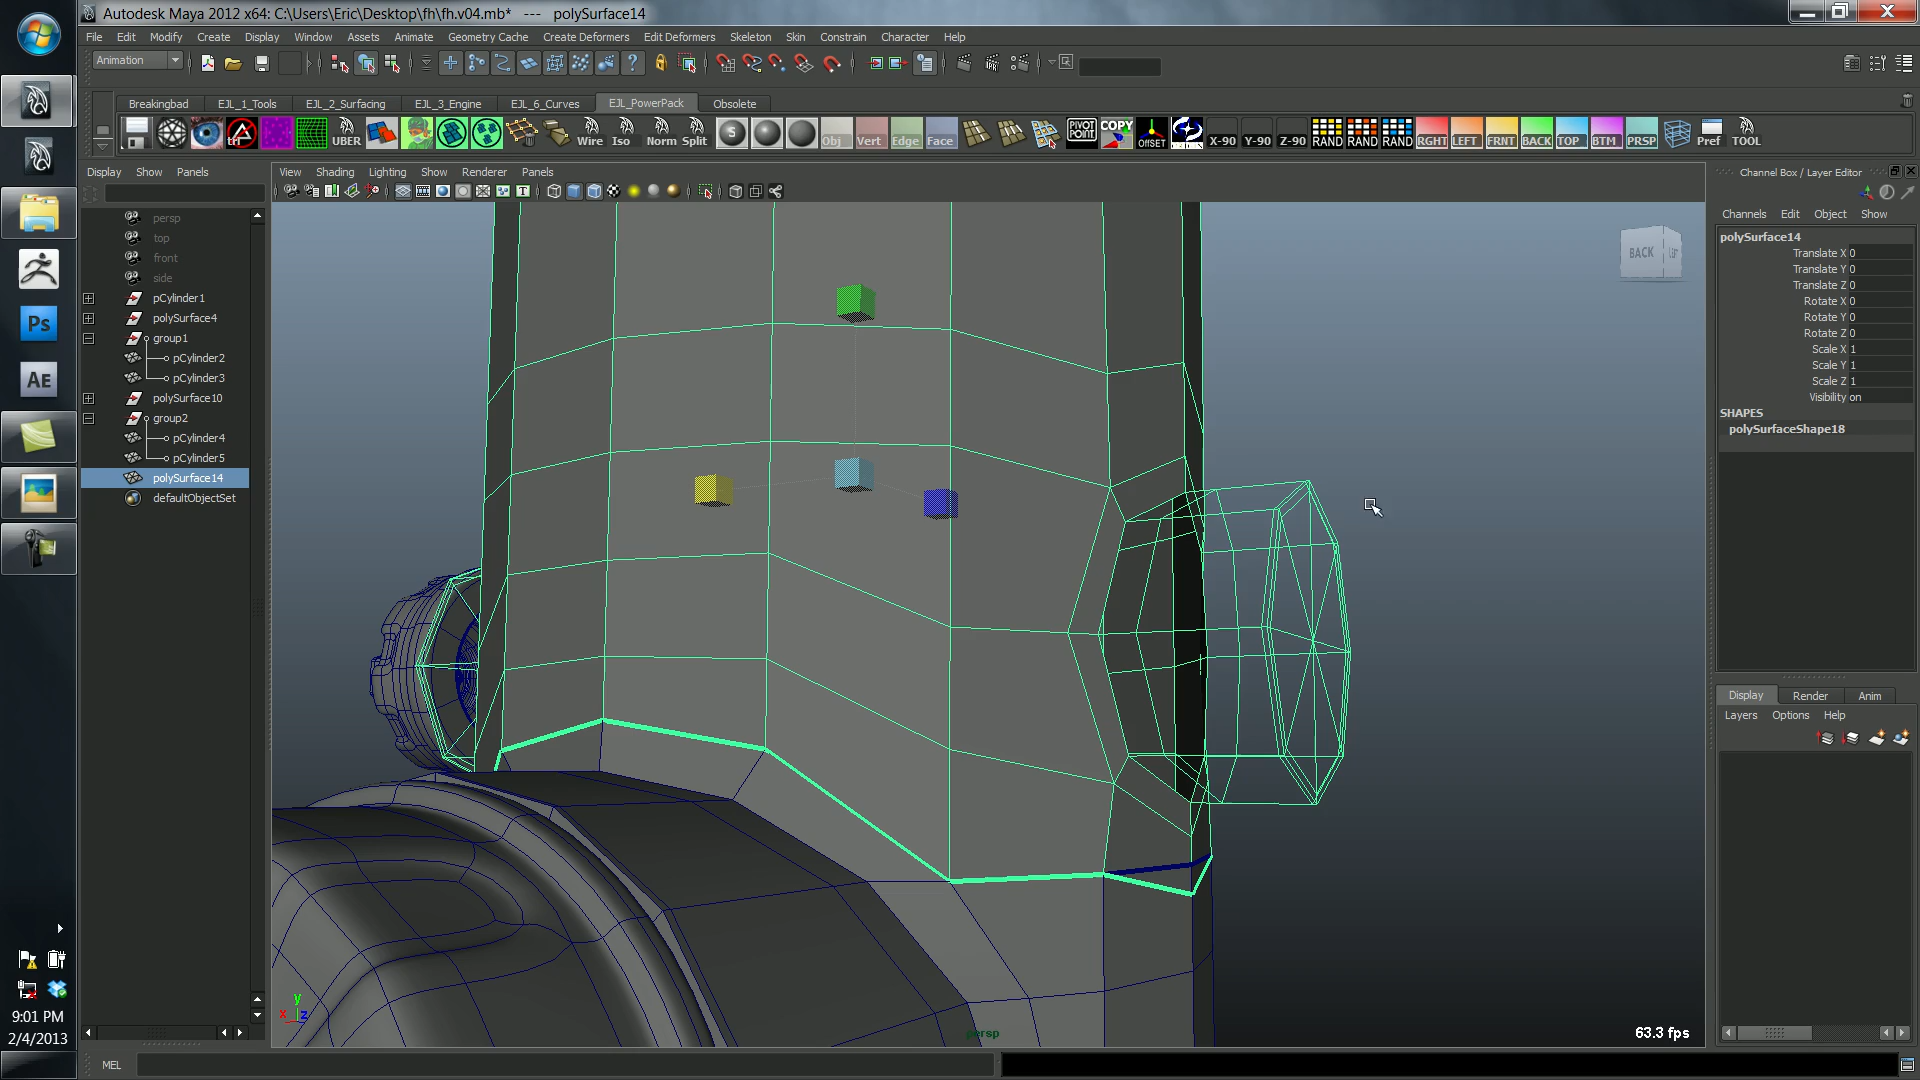 Autodesk Maya 2012 x64: C:\Users\Eric\Desktop\fh\fh.v04.mb* --- polySurface14
File Edit Modify Create Display Window Assets Animate Geometry Cache Create Deformers Edit Deformers Skeleton Skin Constrain Character Help
Animation
Breakingbad EJL_1_Tools EJL_2_Surfacing EJL_3_Engine EJL_6_Curves EJL_PowerPack Obsolete
tri UBER Wire Iso Norm Split S Obj Vert Edge Face PIVOT POINT COPY OffSET X-90 Y-90 Z-90 RAND RAND RAND RGHT LEFT FRNT BACK TOP BTM PRSP Pref TOOL
Display Show Panels
View Shading Lighting Show Renderer Panels
persp
top
front
side
pCylinder1
polySurface4
group1
pCylinder2
pCylinder3
polySurface10
group2
pCylinder4
pCylinder5
polySurface14
defaultObjectSet
BACK
y
x z
persp
63.3 fps
Channel Box / Layer Editor
Channels Edit Object Show
polySurface14
Translate X 0
Translate Y 0
Translate Z 0
Rotate X 0
Rotate Y 0
Rotate Z 0
Scale X 1
Scale Y 1
Scale Z 1
Visibility on
SHAPES
polySurfaceShape18
Display Render Anim
Layers Options Help
Ps
AE
9:01 PM
2/4/2013
MEL